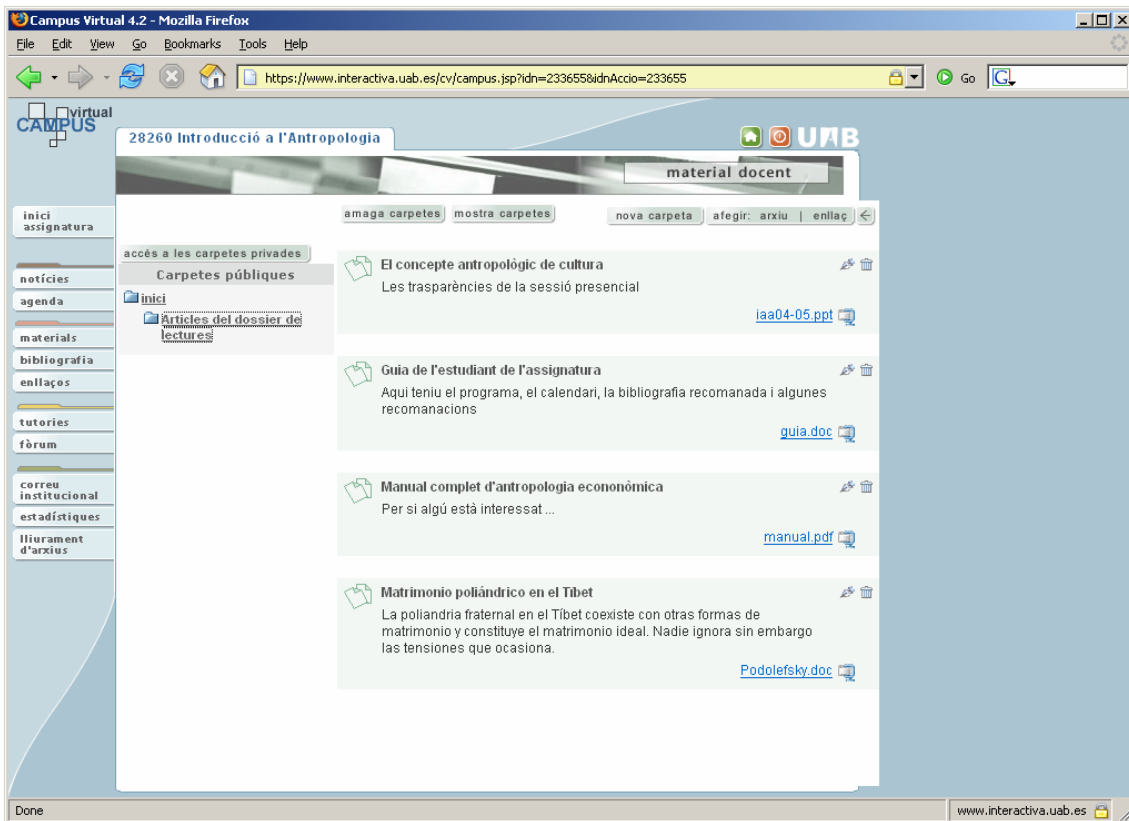 Campus Virtual 4.2 - Mozilla Firefox
File Edit View Go Bookmarks Tools Help
https://www.interactiva.uab.es/cv/campus.jsp?idn=233655&idnAccio=233655
Go
G
virtual
CAMPUS
28260 Introducció a l'Antropologia
UAB
material docent
inici
assignatura
notícies
agenda
materials
bibliografia
enllaços
tutories
fòrum
correu
institucional
estadístiques
lliurament
d'arxius
amaga carpetes
mostra carpetes
nova carpeta
afegir: arxiu | enllaç
accés a les carpetes privades
Carpetes públiques
inici
Articles del dossier de
lectures
El concepte antropològic de cultura
Les trasparències de la sessió presencial
iaa04-05.ppt
Guia de l'estudiant de l'assignatura
Aqui teniu el programa, el calendari, la bibliografia recomanada i algunes
recomanacions
guia.doc
Manual complet d'antropologia econonòmica
Per si algú està interessat ...
manual.pdf
Matrimonio poliándrico en el Tíbet
La poliandria fraternal en el Tíbet coexiste con otras formas de
matrimonio y constituye el matrimonio ideal. Nadie ignora sin embargo
las tensiones que ocasiona.
Podolefsky.doc
Done
www.interactiva.uab.es